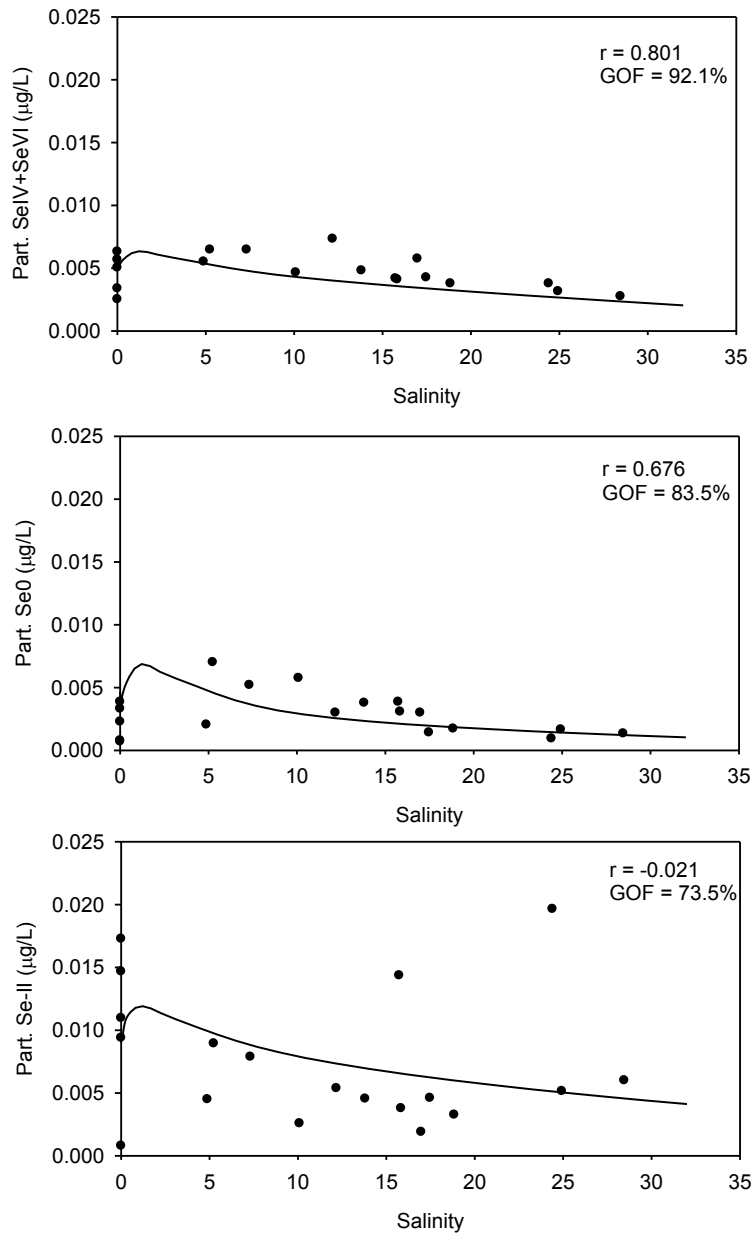 0.025
0.020
0.015
0.010
0.005
0.000
Part. SeIV+SeVI (µg/L)
r = 0.801
GOF = 92.1%
0 5 10 15 20 25 30 35
Salinity
0.025
0.020
0.015
0.010
0.005
0.000
Part. Se0 (µg/L)
r = 0.676
GOF = 83.5%
0 5 10 15 20 25 30 35
Salinity
0.025
0.020
0.015
0.010
0.005
0.000
Part. Se-II (µg/L)
r = -0.021
GOF = 73.5%
0 5 10 15 20 25 30 35
Salinity